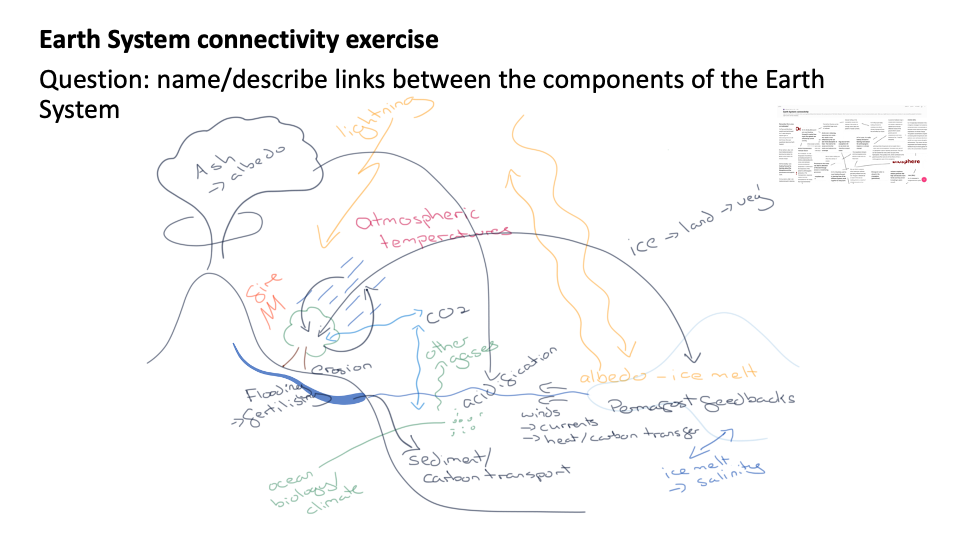 Earth System connectivity exercise
Question: name/describe links between the components of the Earth
System
lightning
Ash
→ albedo
atmospheric
temperatures
ice → land → veg
fire
CO2
other
gases
erosion
acidification
albedo - ice melt
Flooding
→ fertilisation
winds
→ currents
→ heat/carbon transfer
Permafrost feedbacks
sediment/
carbon transport
ice melt
→ salinity
ocean
biology/
climate